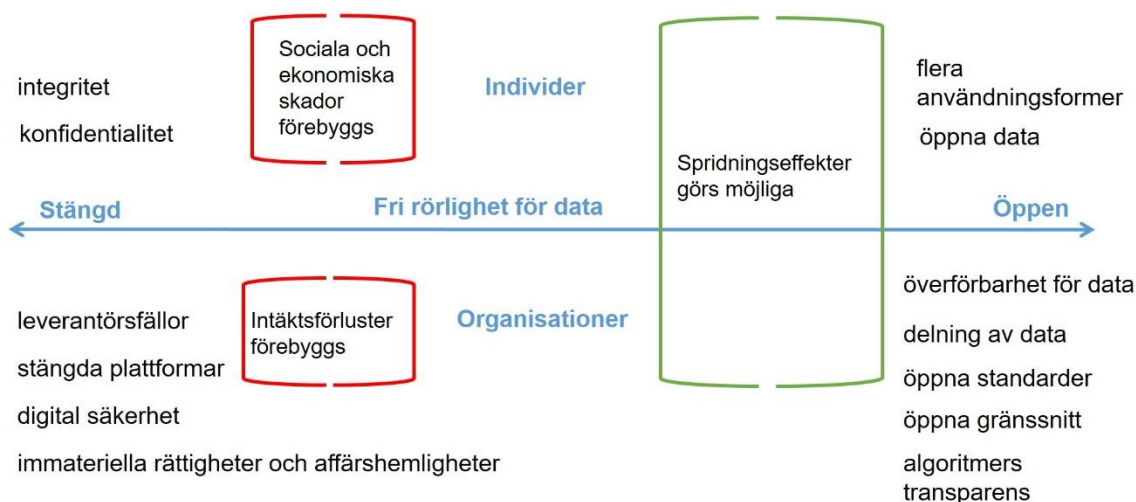 integritet
konfidentialitet
Sociala och
ekonomiska
skador
förebyggs
Individer
flera
användningsformer
öppna data
Spridningseffekter
görs möjliga
Stängd
Fri rörlighet för data
Öppen
leverantörsfällor
stängda plattformar
digital säkerhet
immateriella rättigheter och affärshemligheter
Intäktsförluster
förebyggs
Organisationer
överförbarhet för data
delning av data
öppna standarder
öppna gränssnitt
algoritmers
transparens